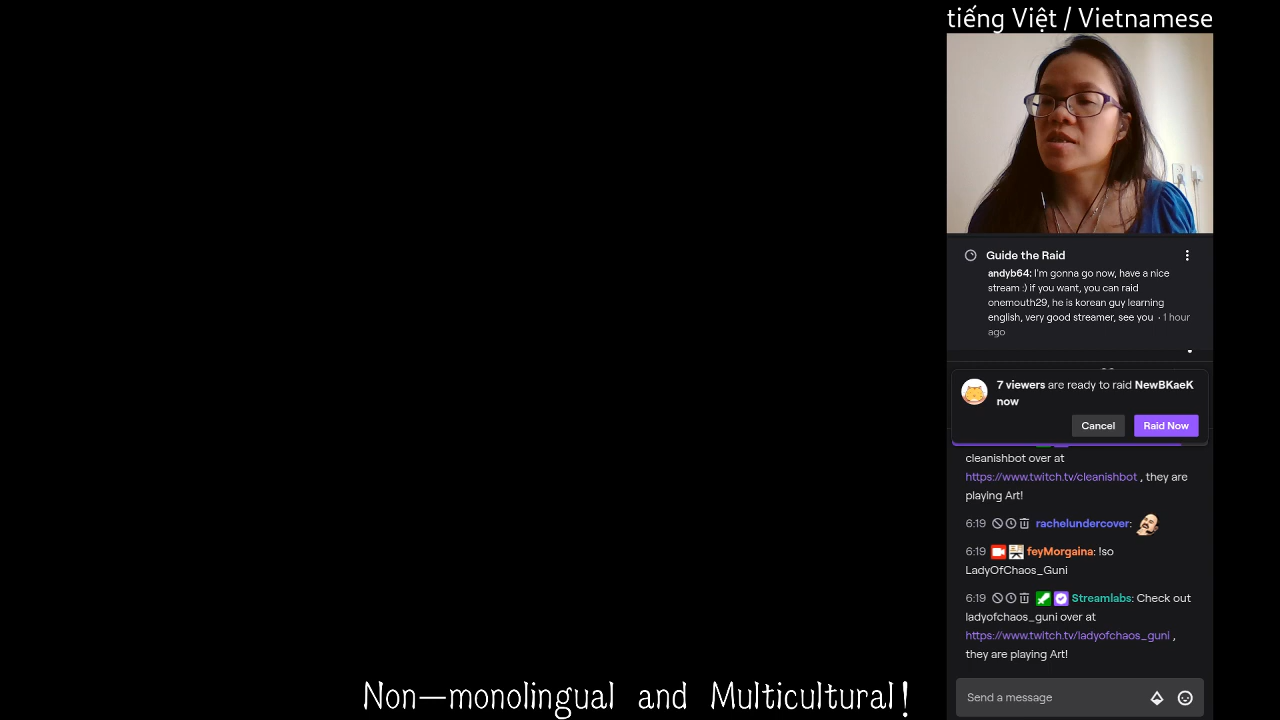 tiếng Việt / Vietnamese
Guide the Raid
andyb64: I'm gonna go now, have a nice
stream :) if you want, you can raid
onemouth29, he is korean guy learning
english, very good streamer, see you · 1 hour
ago
7 viewers are ready to raid NewBKaeK
now
Cancel
Raid Now
cleanishbot over at
https://www.twitch.tv/cleanishbot , they are
playing Art!
6:19 rachelundercover:
6:19 feyMorgaina: !so
LadyOfChaos_Guni
6:19 Streamlabs: Check out
ladyofchaos_guni over at
https://www.twitch.tv/ladyofchaos_guni ,
they are playing Art!
Send a message
Non—monolingual and Multicultural!